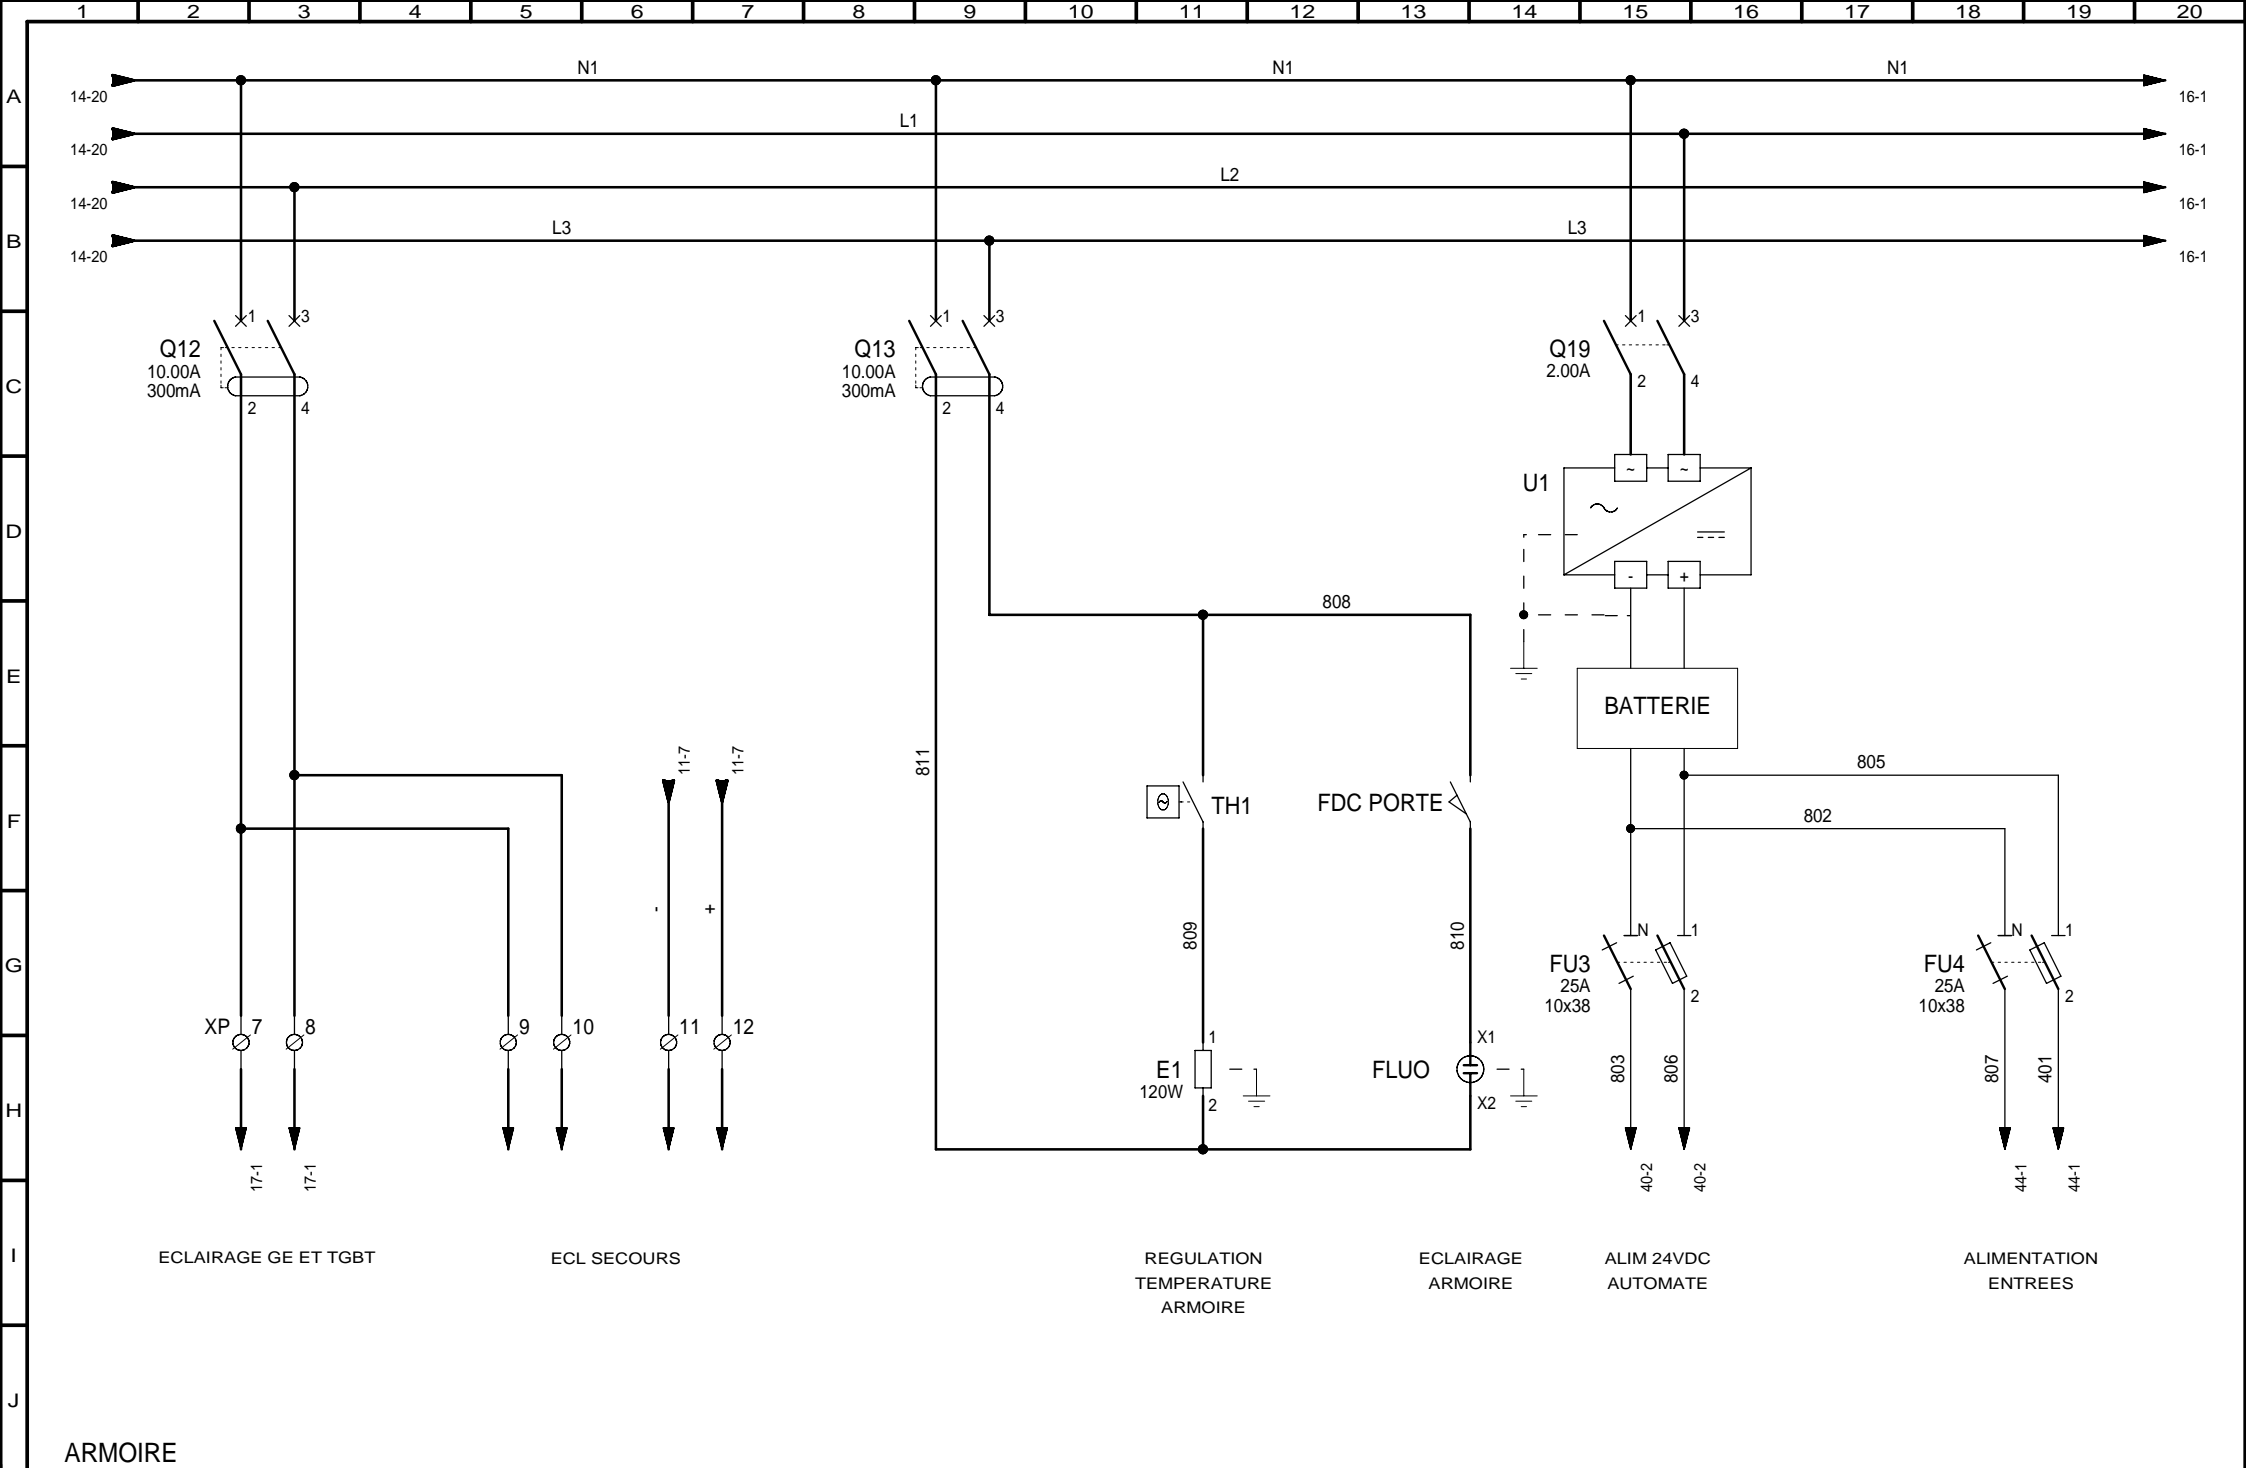 1 2 3 4 5 6 7 8 9 10 11 12 13 14 15 16 17 18 19 20
N1 N1 N1
A
14-20 16-1
L1
14-20 16-1
L2
14-20 16-1
B
L3 L3
14-20 16-1
1 3 1 3 1 3
Q12 Q13 Q19
10.00A 10.00A 2.00A
C
300mA 300mA
2 4 2 4 2 4
~ ~
U1
D
- +
808
E
BATTERIE
11-7 11-7
811
805
TH1
FDC PORTE
802
F
- +
809
810
N 1 N 1
G
FU3 FU4
25A 25A
10x38 10x38
2 2
XP 7 8 9 10 11 12
1 X1
E1 FLUO
120W
2 X2
803 806 807 401
H
17-1 17-1 40-2 40-2 44-1 44-1
I
ECLAIRAGE GE ET TGBT
ECL SECOURS
REGULATION
TEMPERATURE
ARMOIRE
ECLAIRAGE
ARMOIRE
ALIM 24VDC
AUTOMATE
ALIMENTATION
ENTREES
J
ARMOIRE